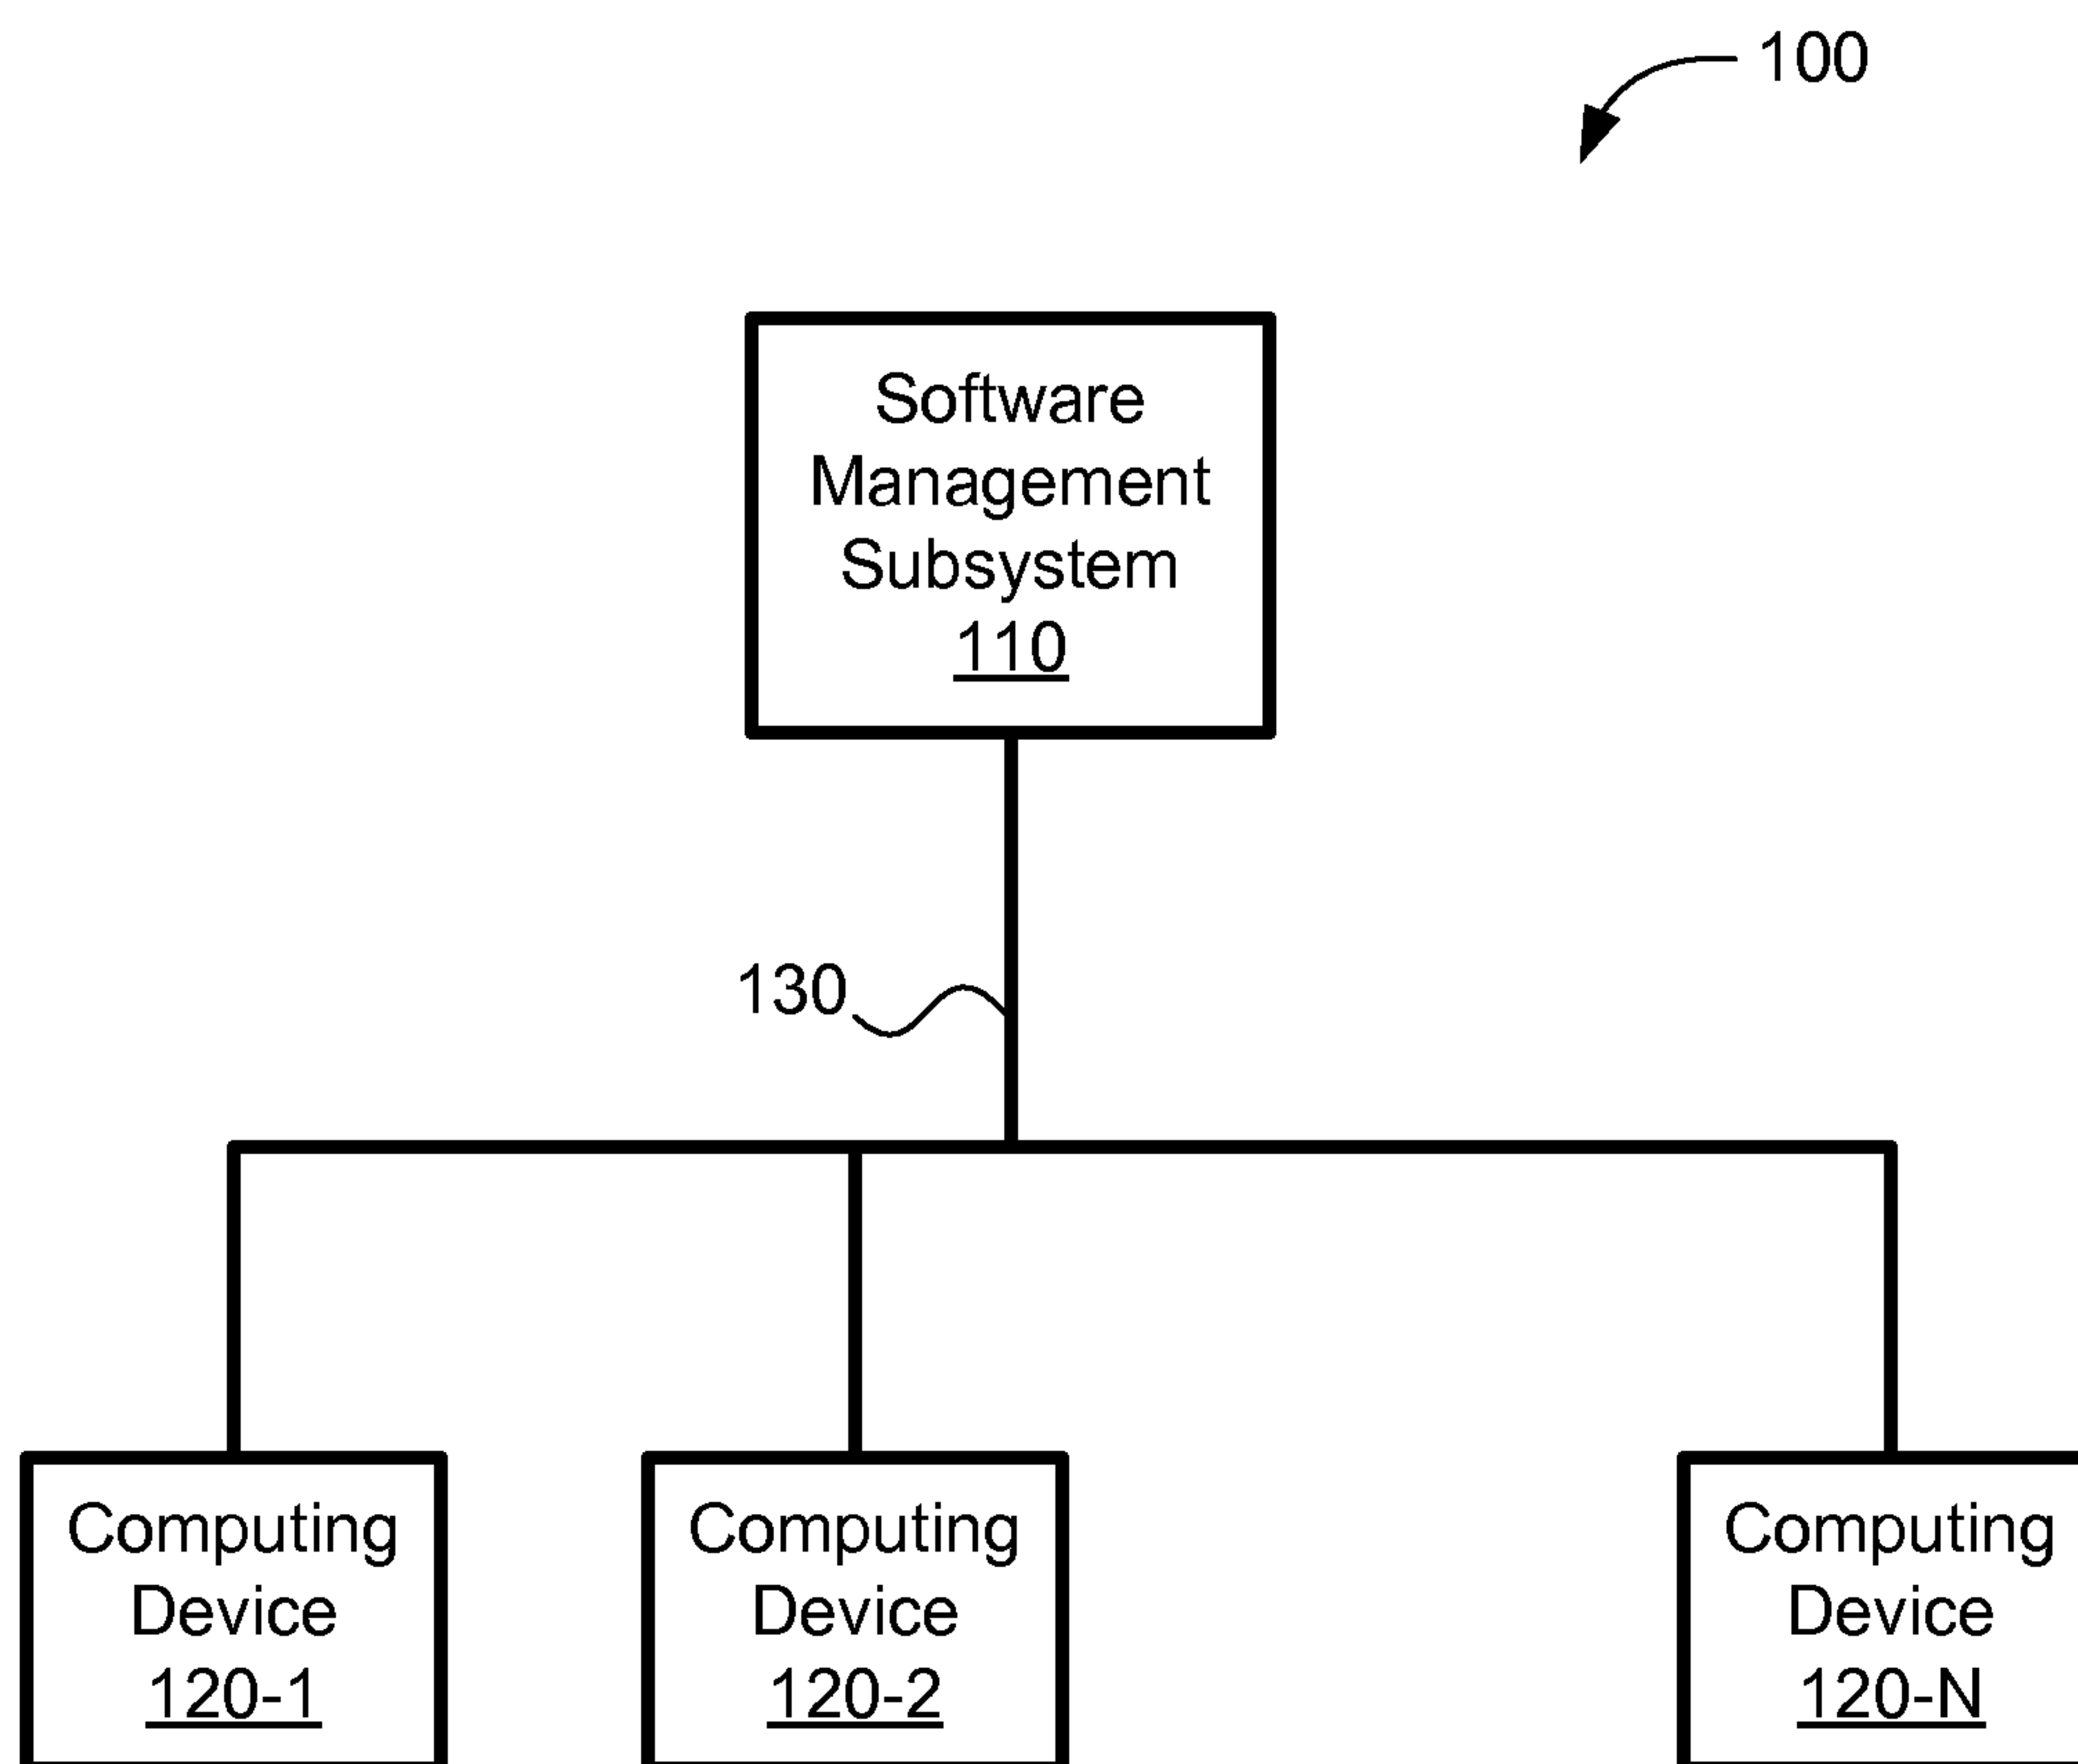 100
Software
Management
Subsystem
110
130
Computing
Device
120-1
Computing
Device
120-2
Computing
Device
120-N